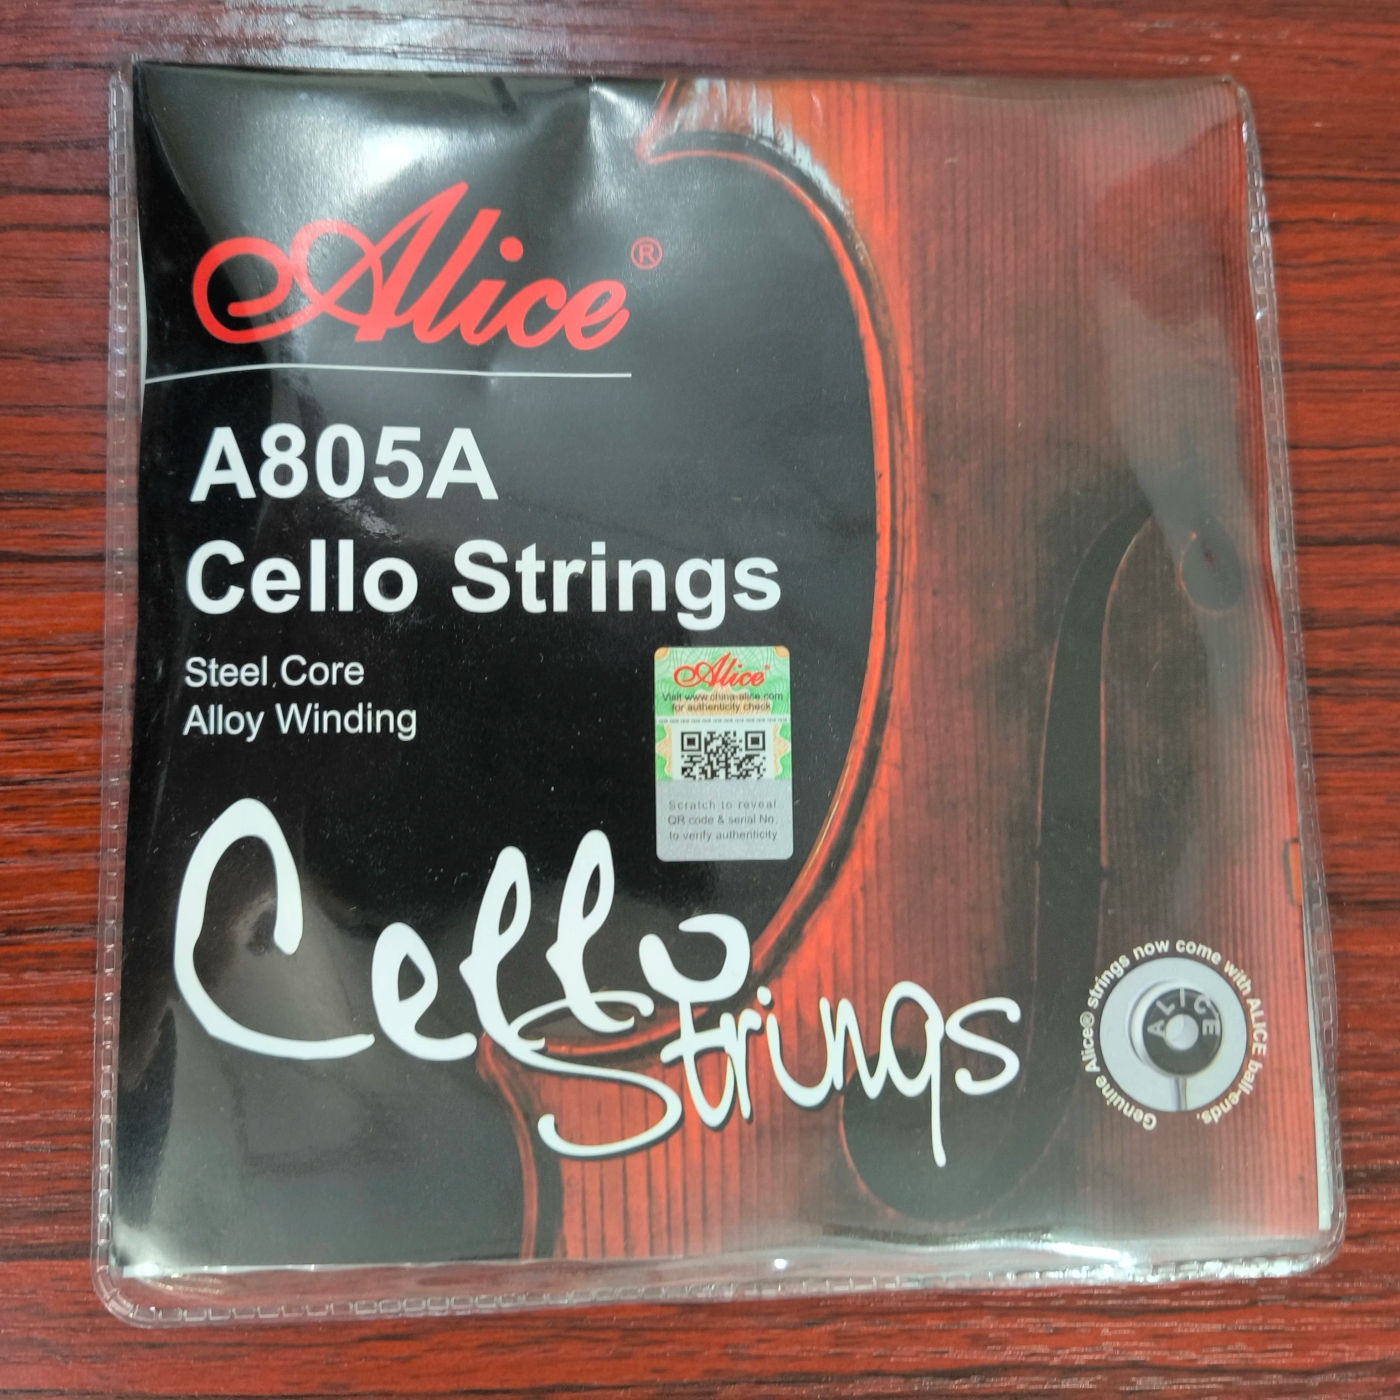 Alice®
A805A
Cello Strings
Steel Core
Alloy Winding
Alice®
Visit www.china-alice.com
for authenticity check
Scratch to reveal
QR code & serial No.
to verify authenticity
Cello
Strings
Genuine Alice® strings now come with ALICE ball-ends.
ALICE